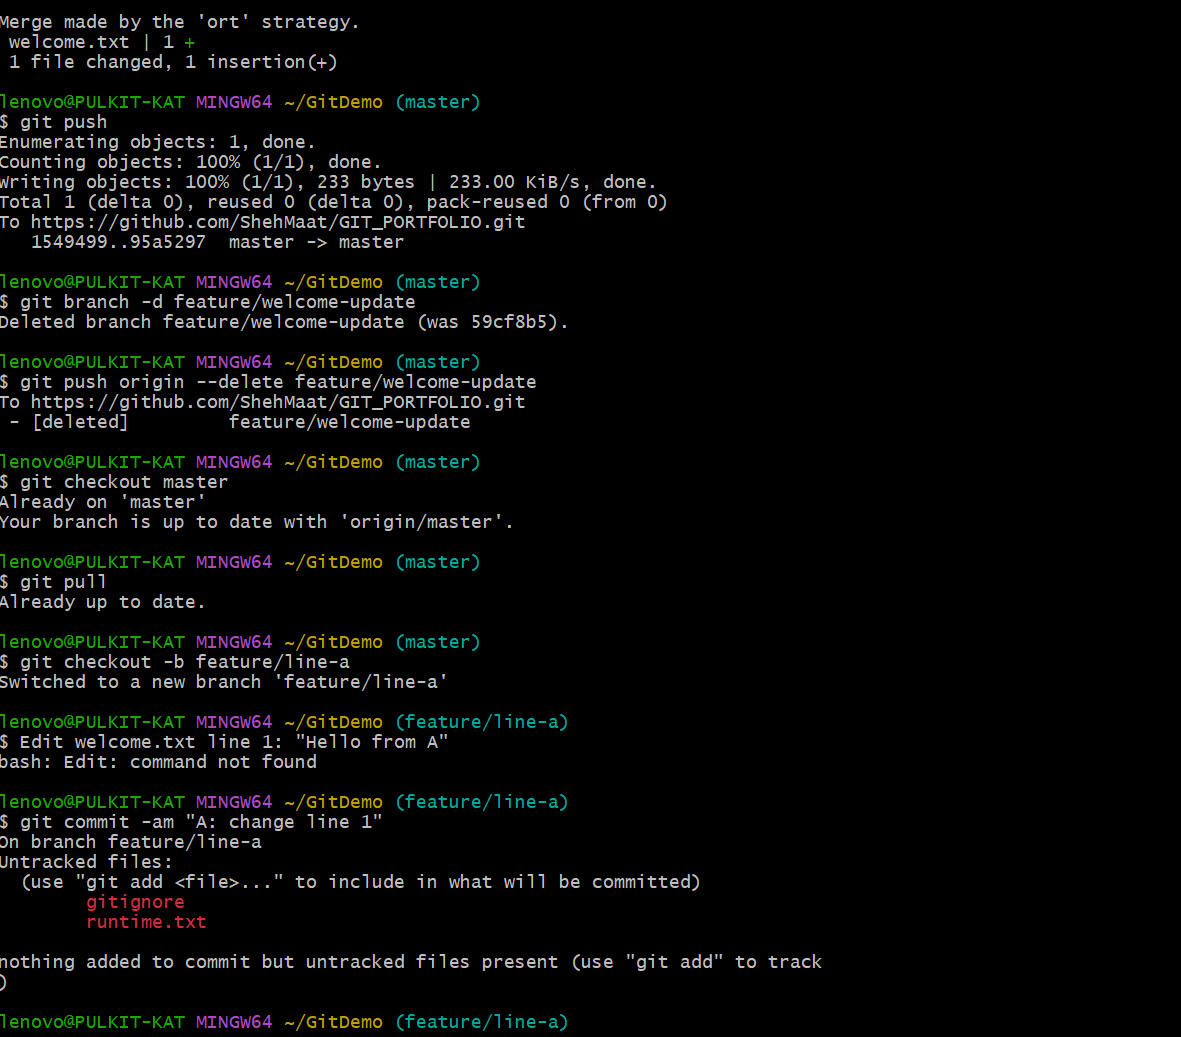 Merge made by the 'ort' strategy.
welcome.txt | 1 +
1 file changed, 1 insertion(+)
lenovo@PULKIT-KAT MINGW64 ~/GitDemo (master)
$ git push
Enumerating objects: 1, done.
Counting objects: 100% (1/1), done.
Writing objects: 100% (1/1), 233 bytes | 233.00 KiB/s, done.
Total 1 (delta 0), reused 0 (delta 0), pack-reused 0 (from 0)
To https://github.com/ShehMaat/GIT_PORTFOLIO.git
1549499..95a5297  master -> master
lenovo@PULKIT-KAT MINGW64 ~/GitDemo (master)
$ git branch -d feature/welcome-update
Deleted branch feature/welcome-update (was 59cf8b5).
lenovo@PULKIT-KAT MINGW64 ~/GitDemo (master)
$ git push origin --delete feature/welcome-update
To https://github.com/ShehMaat/GIT_PORTFOLIO.git
- [deleted]         feature/welcome-update
lenovo@PULKIT-KAT MINGW64 ~/GitDemo (master)
$ git checkout master
Already on 'master'
Your branch is up to date with 'origin/master'.
lenovo@PULKIT-KAT MINGW64 ~/GitDemo (master)
$ git pull
Already up to date.
lenovo@PULKIT-KAT MINGW64 ~/GitDemo (master)
$ git checkout -b feature/line-a
Switched to a new branch 'feature/line-a'
lenovo@PULKIT-KAT MINGW64 ~/GitDemo (feature/line-a)
$ Edit welcome.txt line 1: "Hello from A"
bash: Edit: command not found
lenovo@PULKIT-KAT MINGW64 ~/GitDemo (feature/line-a)
$ git commit -am "A: change line 1"
On branch feature/line-a
Untracked files:
(use "git add <file>..." to include in what will be committed)
gitignore
runtime.txt
nothing added to commit but untracked files present (use "git add" to track
)
lenovo@PULKIT-KAT MINGW64 ~/GitDemo (feature/line-a)